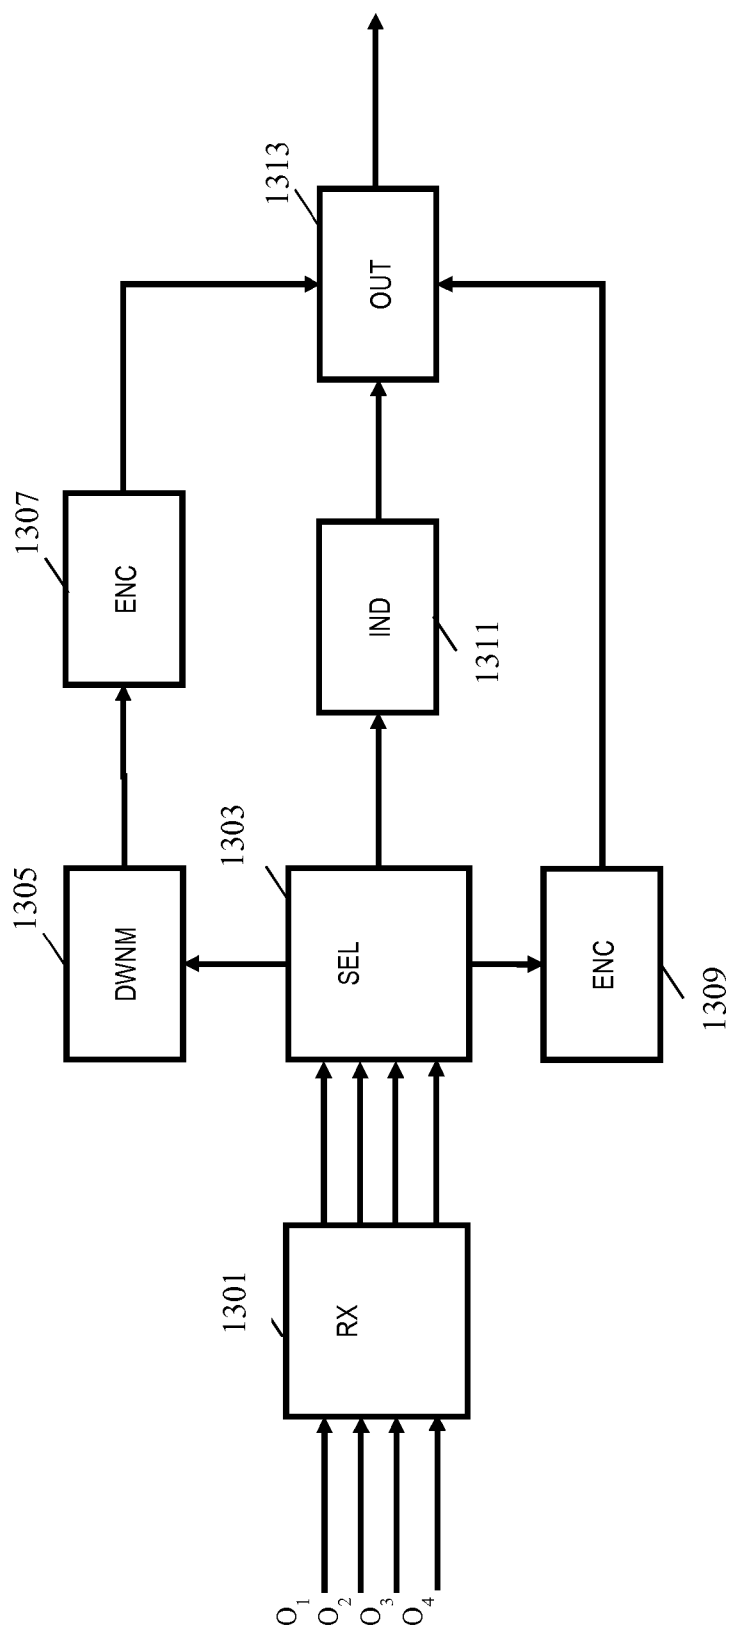 O1
O2
O3
O4
RX
1301
SEL
1303
DWNM
1305
ENC
1307
ENC
1309
IND
1311
OUT
1313